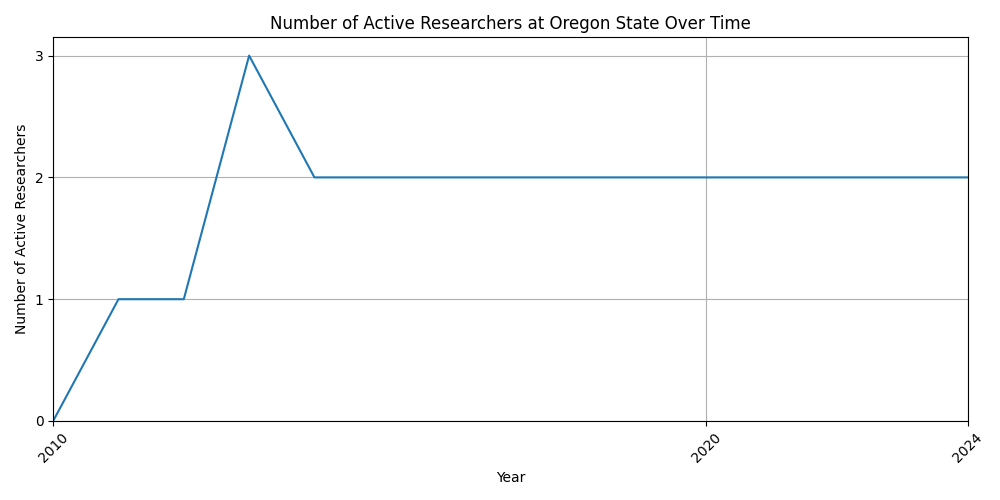 Number of Active Researchers at Oregon State Over Time
Number of Active Researchers
3
2
1
0
2010
2020
2024
Year